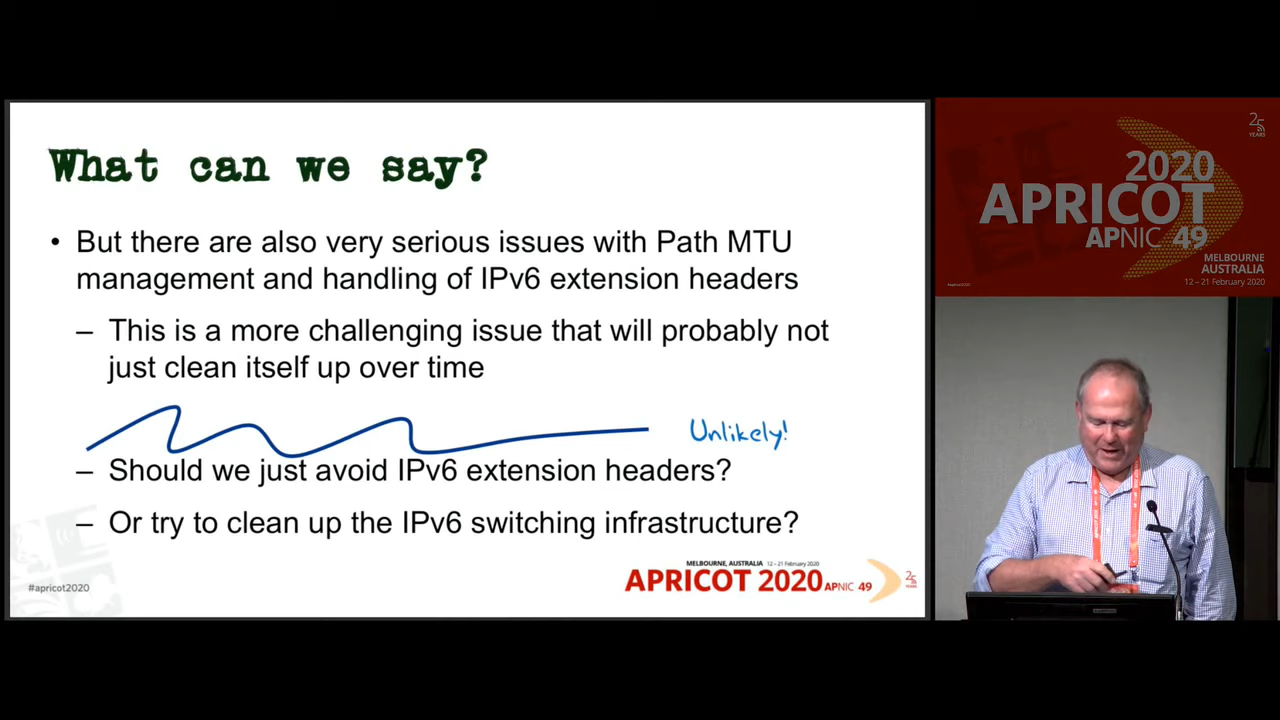 What can we say?
• But there are also very serious issues with Path MTU
management and handling of IPv6 extension headers
– This is a more challenging issue that will probably not
just clean itself up over time
Unlikely!
– Should we just avoid IPv6 extension headers?
– Or try to clean up the IPv6 switching infrastructure?
#apricot2020
MELBOURNE, AUSTRALIA 12 – 21 February 2020
APRICOT 2020 APNIC 49
25
YEARS
25
YEARS
2020
APRICOT
APNIC 49
MELBOURNE
AUSTRALIA
12 – 21 February 2020
#apricot2020